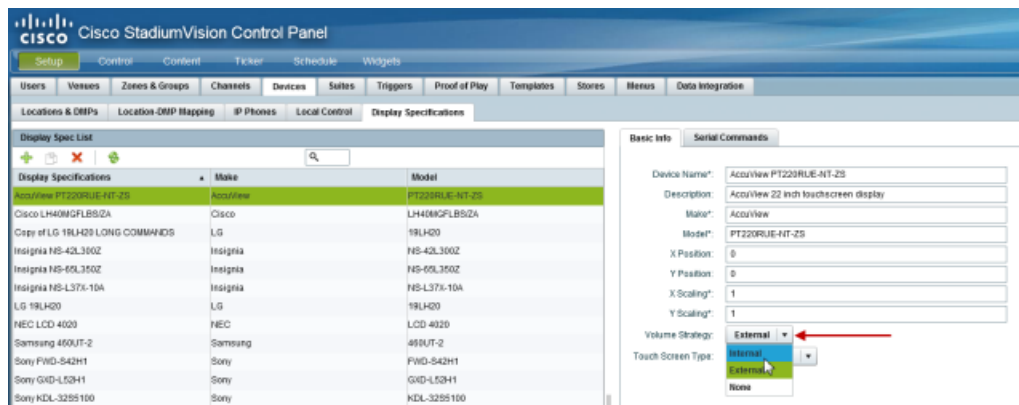 CISCO Cisco StadiumVision Control Panel
Setup Control Content Ticker Schedule Widgets
Users Venues Zones & Groups Channels Devices Suites Triggers Proof of Play Templates Stores Menus Data Integration
Locations & DMPs Location-DMP Mapping IP Phones Local Control Display Specifications
Display Spec List
Basic Info Serial Commands
Display Specifications Make Model
AccuView PT220RUE-NT-ZS AccuView PT220RUE-NT-ZS
Cisco LH40MGFLBS/ZA Cisco LH40MGFLBS/ZA
Copy of LG 19LH20 LONG COMMANDS LG 19LH20
Insignia NS-42L300Z Insignia NS-42L300Z
Insignia NS-65L350Z Insignia NS-65L350Z
Insignia NS-L37X-10A Insignia NS-L37X-10A
LG 19LH20 LG 19LH20
NEC LCD 4020 NEC LCD 4020
Samsung 460UT-2 Samsung 460UT-2
Sony FWD-S42H1 Sony FWD-S42H1
Sony GXD-L52H1 Sony GXD-L52H1
Sony KDL-32S5100 Sony KDL-32S5100
Device Name*: AccuView PT220RUE-NT-ZS
Description: AccuView 22 inch touchscreen display
Make*: AccuView
Model*: PT220RUE-NT-ZS
X Position: 0
Y Position: 0
X Scaling*: 1
Y Scaling*: 1
Volume Strategy: External
Touch Screen Type:
Internal
External
None